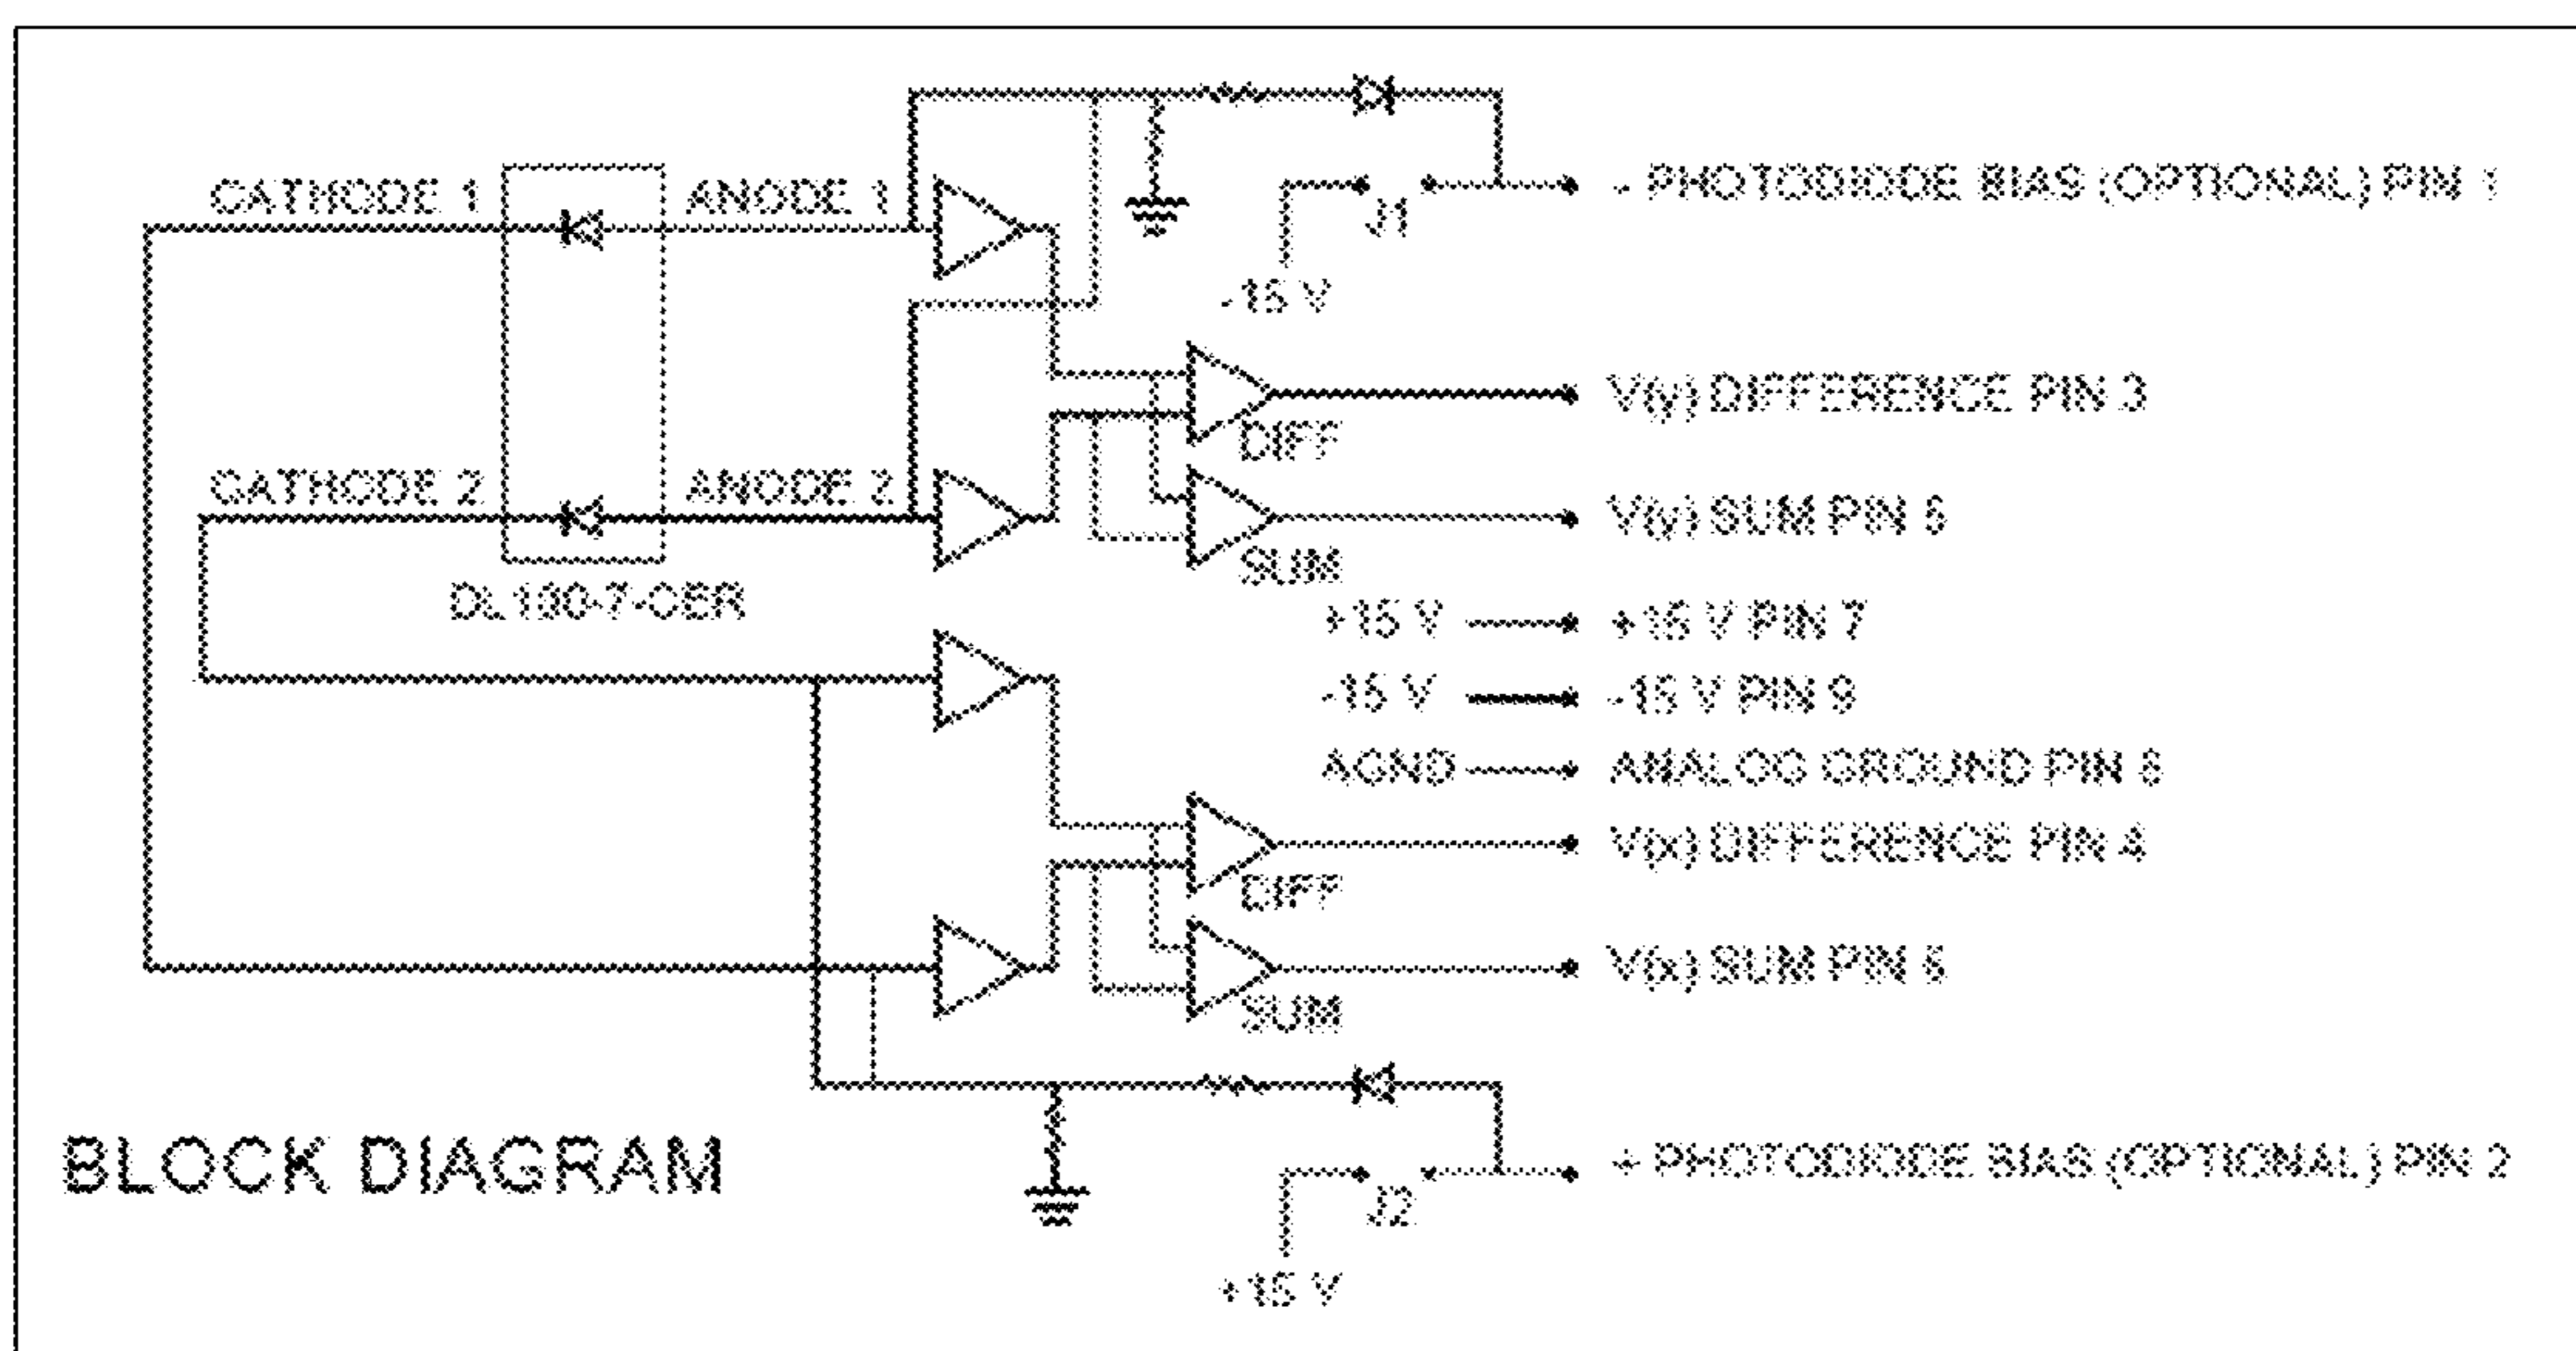 - PHOTODIODE BIAS (OPTIONAL) PIN 1
CATHODE 1
ANODE 1
J1
-15 V
V(y) DIFFERENCE PIN 3
DIFF
CATHODE 2
ANODE 2
V(y) SUM PIN
SUM
DL100-7-CER
+15 V
+15 V PIN 7
-15 V
-15 V PIN 9
AGND
ANALOG GROUND PIN 8
V(x) DIFFERENCE PIN 4
DIFF
V(x) SUM PIN
SUM
BLOCK DIAGRAM
+ PHOTODIODE BIAS (OPTIONAL) PIN 2
J2
+15 V